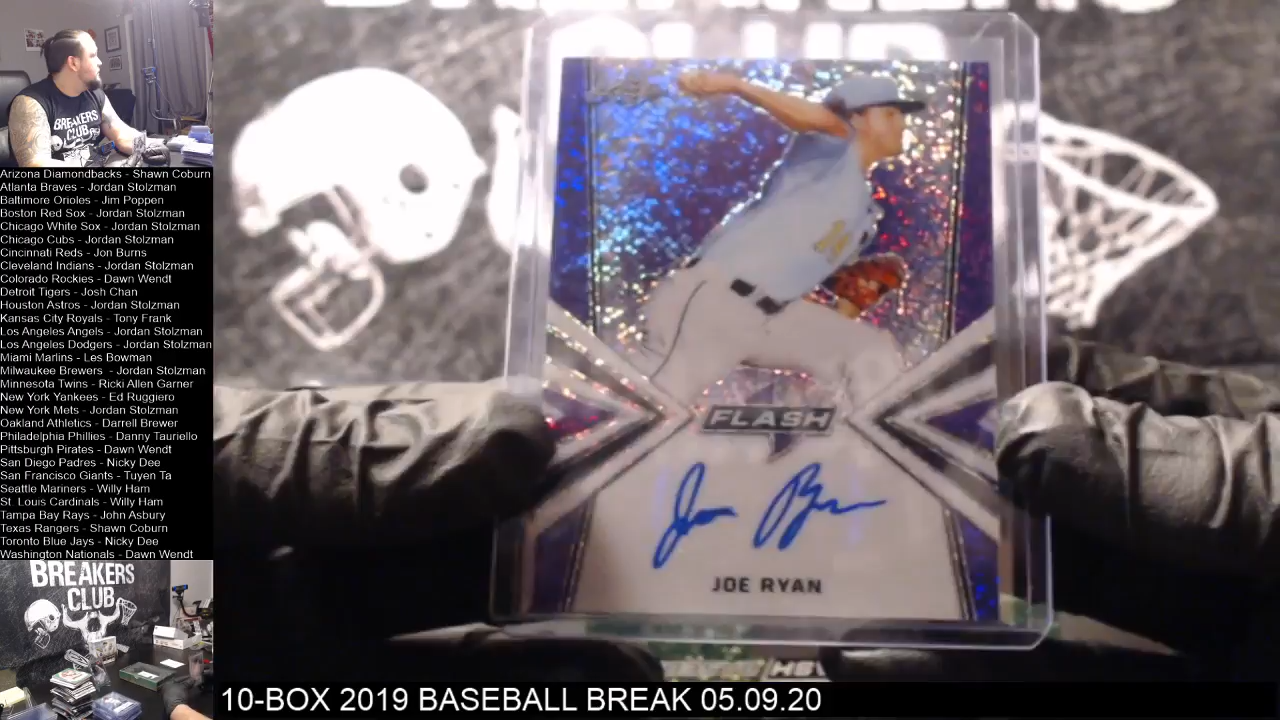 BREAKERS
CLUB
Arizona Diamondbacks - Shawn Coburn
Atlanta Braves - Jordan Stolzman
Baltimore Orioles - Jim Poppen
Boston Red Sox - Jordan Stolzman
Chicago White Sox - Jordan Stolzman
Chicago Cubs - Jordan Stolzman
Cincinnati Reds - Jon Burns
Cleveland Indians - Jordan Stolzman
Colorado Rockies - Dawn Wendt
Detroit Tigers - Josh Chan
Houston Astros - Jordan Stolzman
Kansas City Royals - Tony Frank
Los Angeles Angels - Jordan Stolzman
Los Angeles Dodgers - Jordan Stolzman
Miami Marlins - Les Bowman
Milwaukee Brewers - Jordan Stolzman
Minnesota Twins - Ricki Allen Garner
New York Yankees - Ed Ruggiero
New York Mets - Jordan Stolzman
Oakland Athletics - Darrell Brewer
Philadelphia Phillies - Danny Tauriello
Pittsburgh Pirates - Dawn Wendt
San Diego Padres - Nicky Dee
San Francisco Giants - Tuyen Ta
Seattle Mariners - Willy Ham
St. Louis Cardinals - Willy Ham
Tampa Bay Rays - John Asbury
Texas Rangers - Shawn Coburn
Toronto Blue Jays - Nicky Dee
Washington Nationals - Dawn Wendt
BREAKERS
CLUB
FLASH
JOE RYAN
10-BOX 2019 BASEBALL BREAK 05.09.20